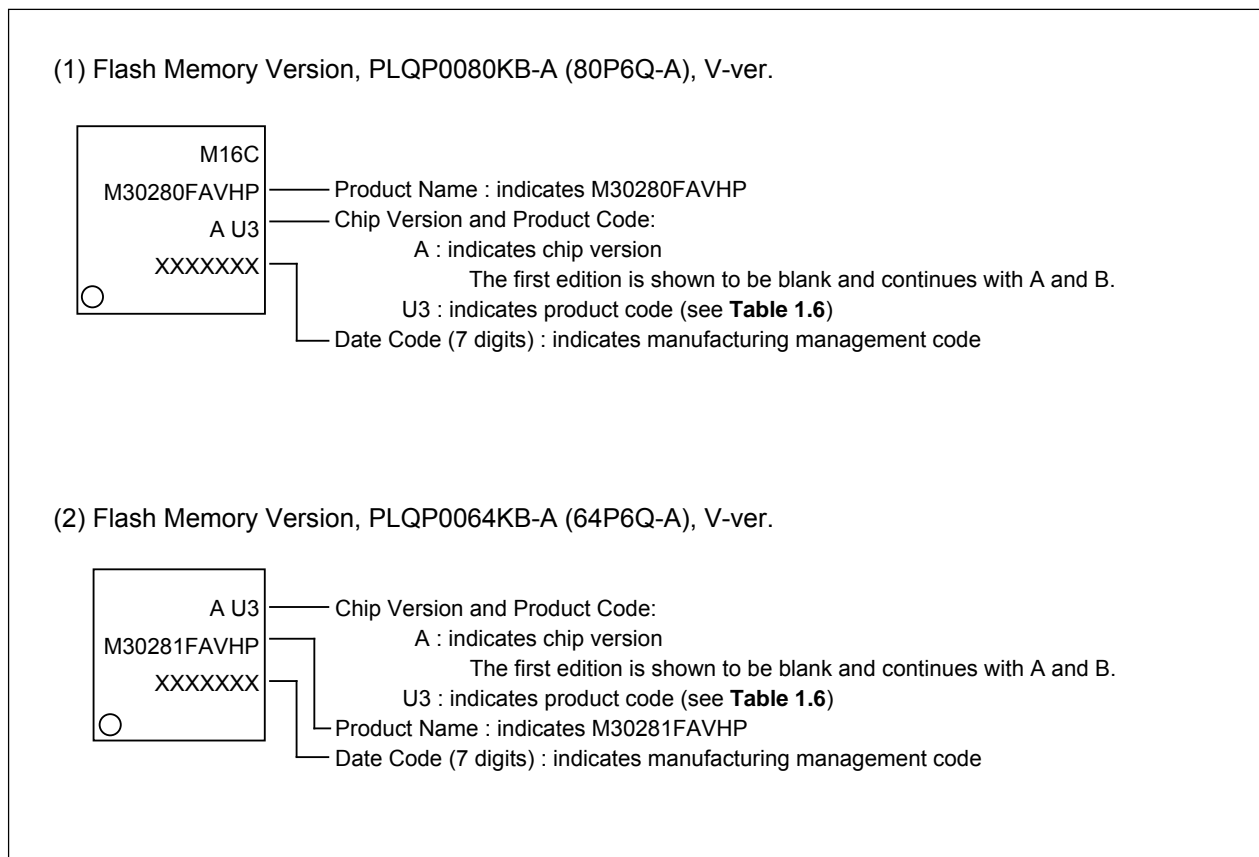 (1) Flash Memory Version, PLQP0080KB-A (80P6Q-A), V-ver.
M16C
M30280FAVHP
A U3
XXXXXXX
Product Name : indicates M30280FAVHP
Chip Version and Product Code:
A : indicates chip version
The first edition is shown to be blank and continues with A and B.
U3 : indicates product code (see Table 1.6)
Date Code (7 digits) : indicates manufacturing management code
(2) Flash Memory Version, PLQP0064KB-A (64P6Q-A), V-ver.
A U3
M30281FAVHP
XXXXXXX
Chip Version and Product Code:
A : indicates chip version
The first edition is shown to be blank and continues with A and B.
U3 : indicates product code (see Table 1.6)
Product Name : indicates M30281FAVHP
Date Code (7 digits) : indicates manufacturing management code